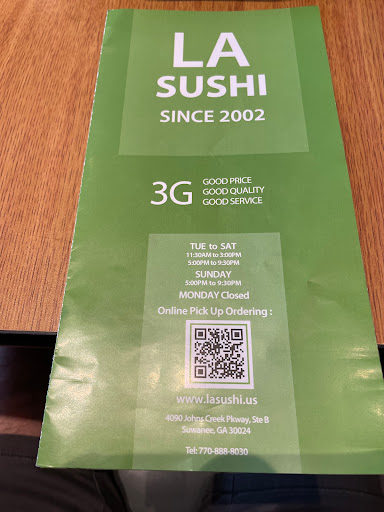 LA
SUSHI
SINCE 2002
3G
GOOD PRICE
GOOD QUALITY
GOOD SERVICE
TUE to SAT
11:30AM to 3:00PM
5:00PM to 9:30PM
SUNDAY
5:00PM to 9:30PM
MONDAY Closed
Online Pick Up Ordering :
www.lasushi.us
4090 Johns Creek Pkway, Ste B
Suwanee, GA 30024
Tel: 770-888-8030